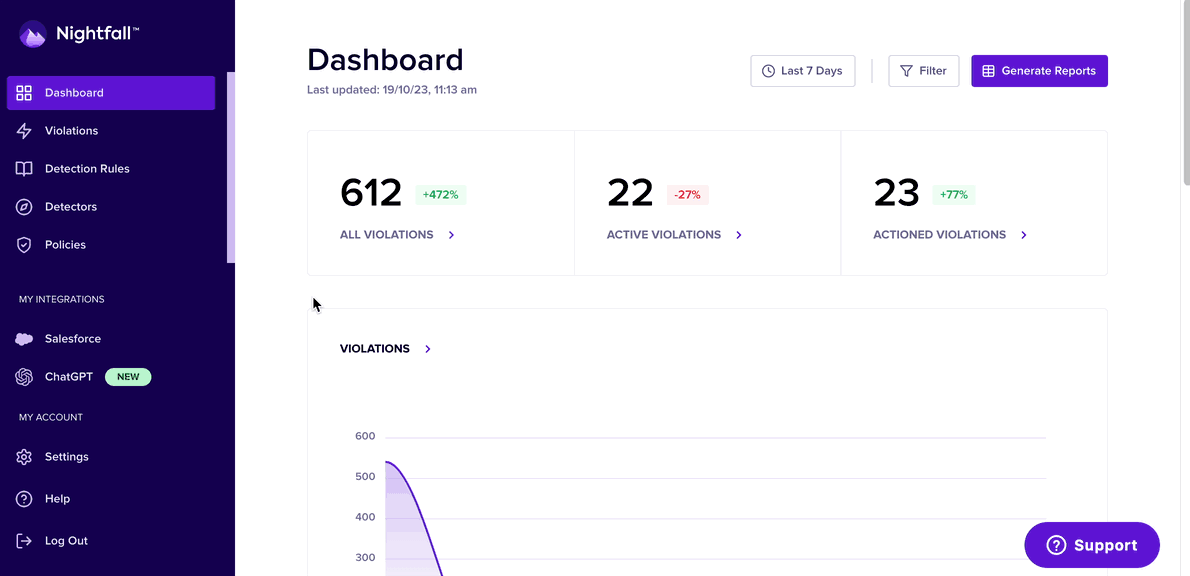 Nightfall™
Dashboard
Violations
Detection Rules
Detectors
Policies
MY INTEGRATIONS
Salesforce
ChatGPT NEW
MY ACCOUNT
Settings
Help
Log Out
Dashboard
Last updated: 19/10/23, 11:13 am
Last 7 Days
Filter
Generate Reports
612 +472%
ALL VIOLATIONS
22 -27%
ACTIVE VIOLATIONS
23 +77%
ACTIONED VIOLATIONS
VIOLATIONS
600
500
400
300
Support